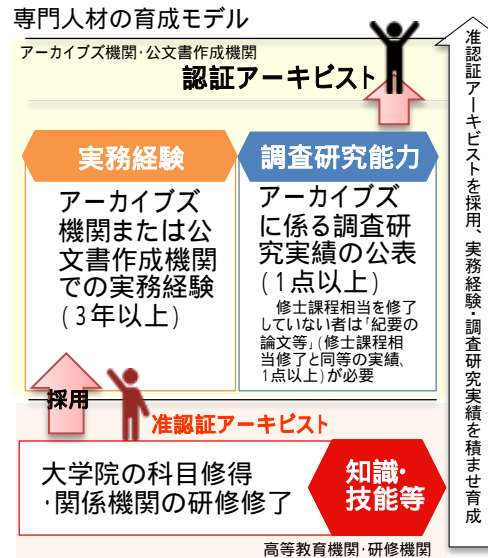 専門人材の育成モデル
アーカイブズ機関・公文書作成機関
認証アーキビスト
実務経験
アーカイブズ
機関または公
文書作成機関
での実務経験
(3年以上)
調査研究能力
アーカイブズ
に係る調査研
究実績の公表
(1点以上)
修士課程相当を修了
していない者は「紀要の
論文等」(修士課程相
当修了と同等の実績、
1点以上)が必要
採用
准認証アーキビスト
大学院の科目修得
・関係機関の研修修了
知識・
技能等
高等教育機関・研修機関
准認証アーキビストを採用、実務経験・調査研究実績を積ませ育成